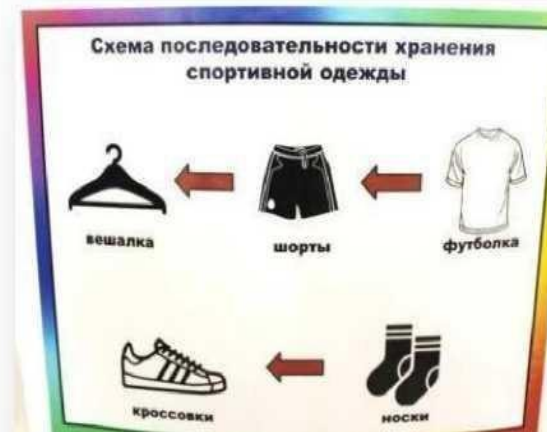 Схема последовательности хранения
спортивной одежды
вешалка
шорты
футболка
кроссовки
носки